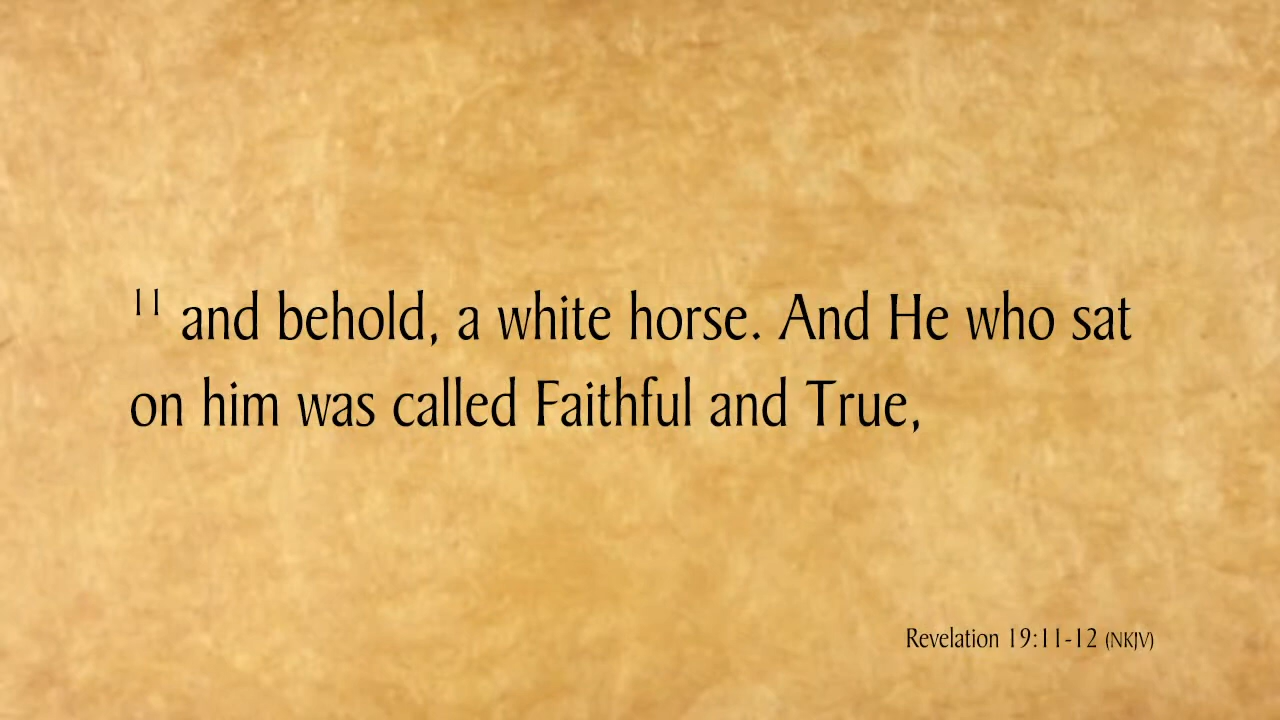 11 and behold, a white horse. And He who sat
on him was called Faithful and True,
Revelation 19:11-12 (NKJV)